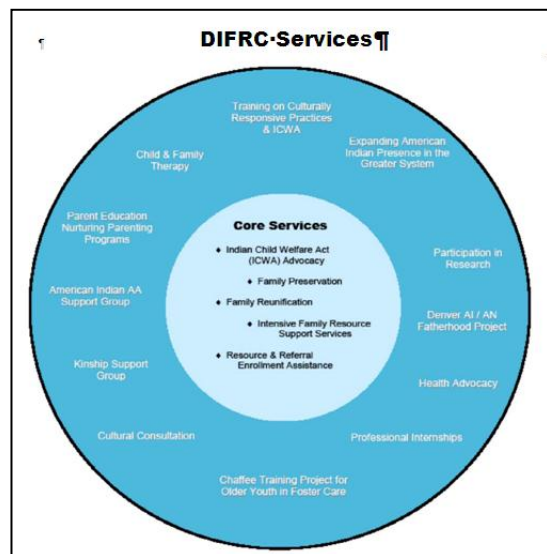 ¶
DIFRC·Services¶
Training on Culturally
Responsive Practices
& ICWA
Expanding American
Indian Presence in the
Greater System
Child & Family
Therapy
Parent Education
Nurturing Parenting
Programs
Participation in
Research
American Indian AA
Support Group
Denver AI / AN
Fatherhood Project
Kinship Support
Group
Health Advocacy
Cultural Consultation
Professional Internships
Chaffee Training Project for
Older Youth in Foster Care
Core Services
♦ Indian Child Welfare Act
(ICWA) Advocacy
♦ Family Preservation
♦ Family Reunification
♦ Intensive Family Resource
Support Services
♦ Resource & Referral
Enrollment Assistance